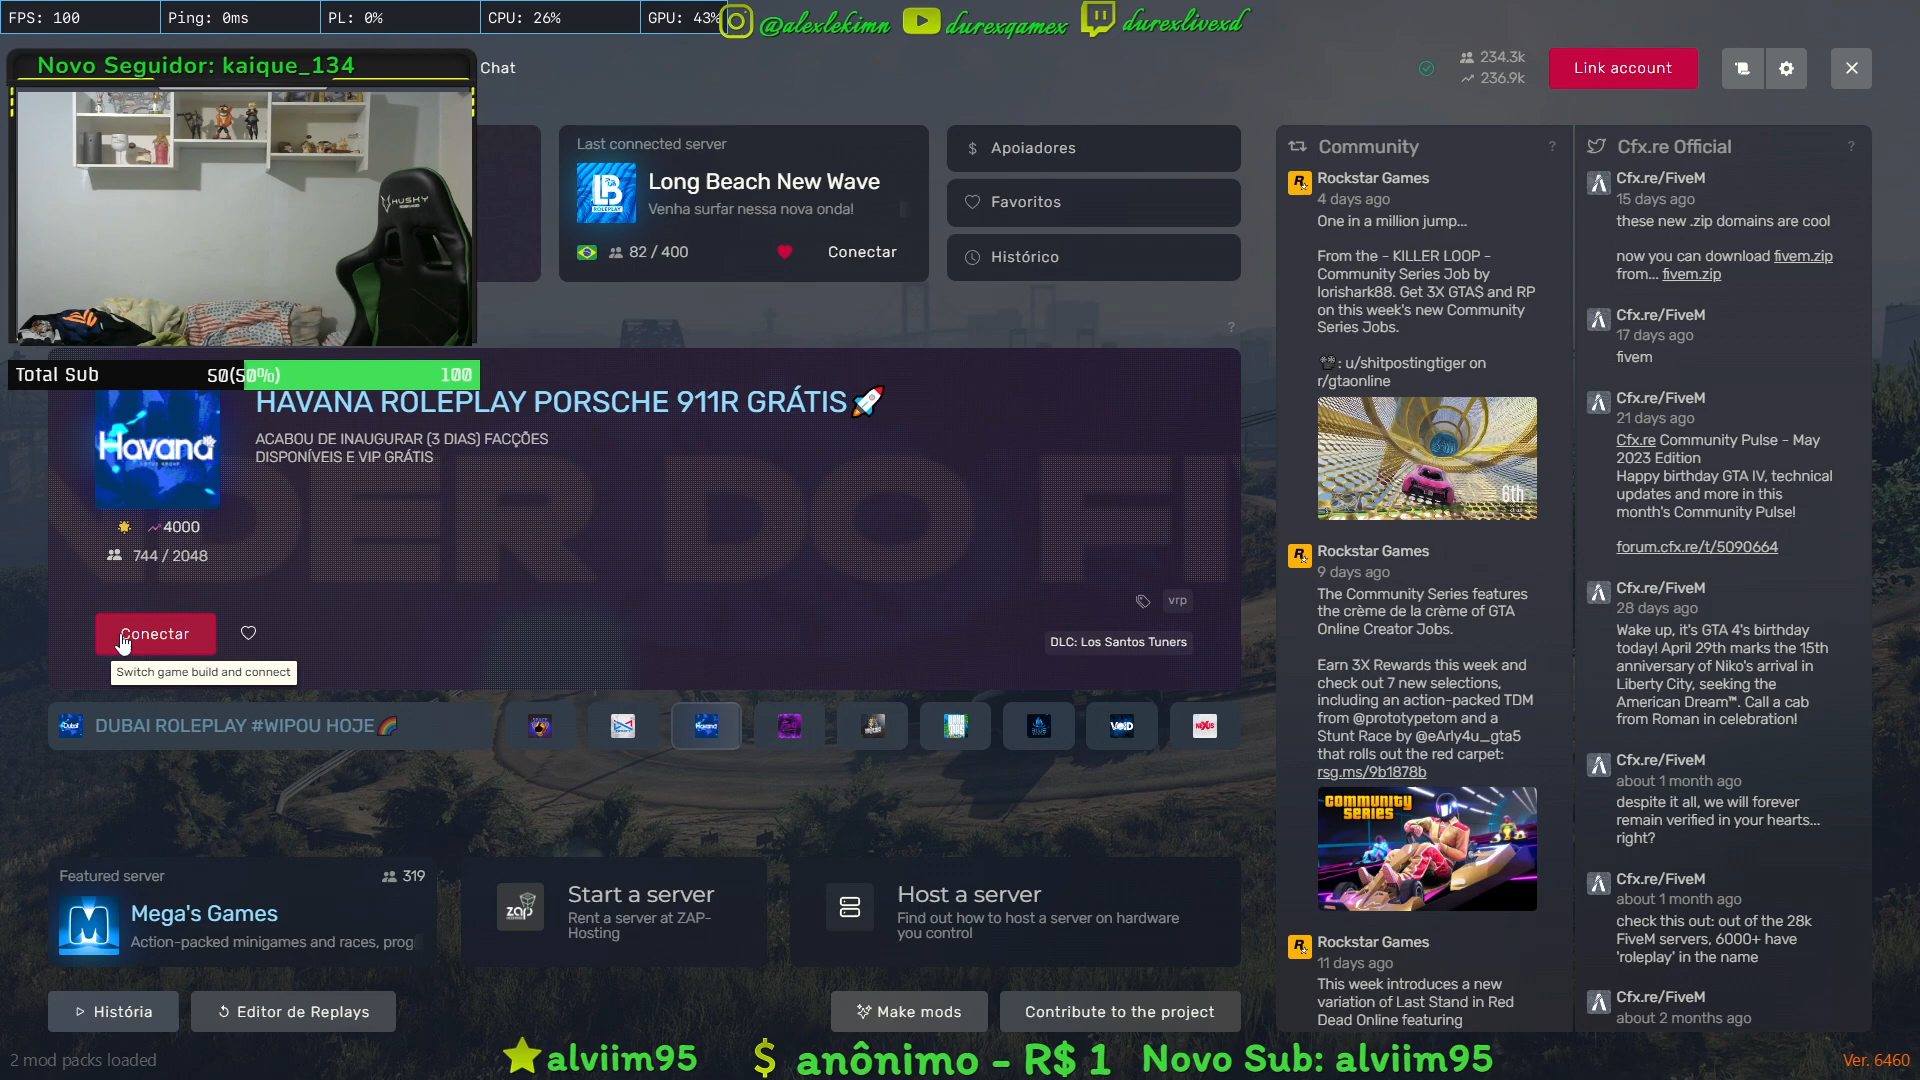 FPS: 100
Ping: 0ms
PL: 0%
CPU: 26%
GPU: 43%
@alexlekimn
durexgamex
durexlivexd
Novo Seguidor: kaique_134
Chat
234.3k
236.9k
Link account
HUSKY
Last connected server
Long Beach New Wave
Venha surfar nessa nova onda!
LB
ROLEPLAY
82 / 400
Conectar
$ Apoiadores
Favoritos
Histórico
?
Total Sub
50(50%)
100
HAVANA ROLEPLAY PORSCHE 911R GRÁTIS🚀
ACABOU DE INAUGURAR (3 DIAS) FACÇÕES
DISPONÍVEIS E VIP GRÁTIS
Havana
NDER DO FI
4000
744 / 2048
Conectar
Switch game build and connect
vrp
DLC: Los Santos Tuners
Dubai
DUBAI ROLEPLAY #WIPOU HOJE🌈
Havana
VOID
NEXUS
Featured server
319
Mega's Games
Action-packed minigames and races, prog
zap
Start a server
Rent a server at ZAP-
Hosting
Host a server
Find out how to host a server on hardware
you control
História
Editor de Replays
Make mods
Contribute to the project
2 mod packs loaded
alviim95
$ anônimo - R$ 1
Novo Sub: alviim95
Ver. 6460
Community
?
Rockstar Games
4 days ago
One in a million jump...
From the - KILLER LOOP -
Community Series Job by
lorishark88. Get 3X GTA$ and RP
on this week's new Community
Series Jobs.
: u/shitpostingtiger on
r/gtaonline
6th
Rockstar Games
9 days ago
The Community Series features
the crème de la crème of GTA
Online Creator Jobs.
Earn 3X Rewards this week and
check out 7 new selections,
including an action-packed TDM
from @prototypetom and a
Stunt Race by @eArly4u_gta5
that rolls out the red carpet:
rsg.ms/9b1878b
COMMUNITY
SERIES
Rockstar Games
11 days ago
This week introduces a new
variation of Last Stand in Red
Dead Online featuring
Cfx.re Official
?
Cfx.re/FiveM
15 days ago
these new .zip domains are cool
now you can download fivem.zip
from... fivem.zip
Cfx.re/FiveM
17 days ago
fivem
Cfx.re/FiveM
21 days ago
Cfx.re Community Pulse - May
2023 Edition
Happy birthday GTA IV, technical
updates and more in this
month's Community Pulse!
forum.cfx.re/t/5090664
Cfx.re/FiveM
28 days ago
Wake up, it's GTA 4's birthday
today! April 29th marks the 15th
anniversary of Niko's arrival in
Liberty City, seeking the
American Dream™. Call a cab
from Roman in celebration!
Cfx.re/FiveM
about 1 month ago
despite it all, we will forever
remain verified in your hearts...
right?
Cfx.re/FiveM
about 1 month ago
check this out: out of the 28k
FiveM servers, 6000+ have
'roleplay' in the name
Cfx.re/FiveM
about 2 months ago